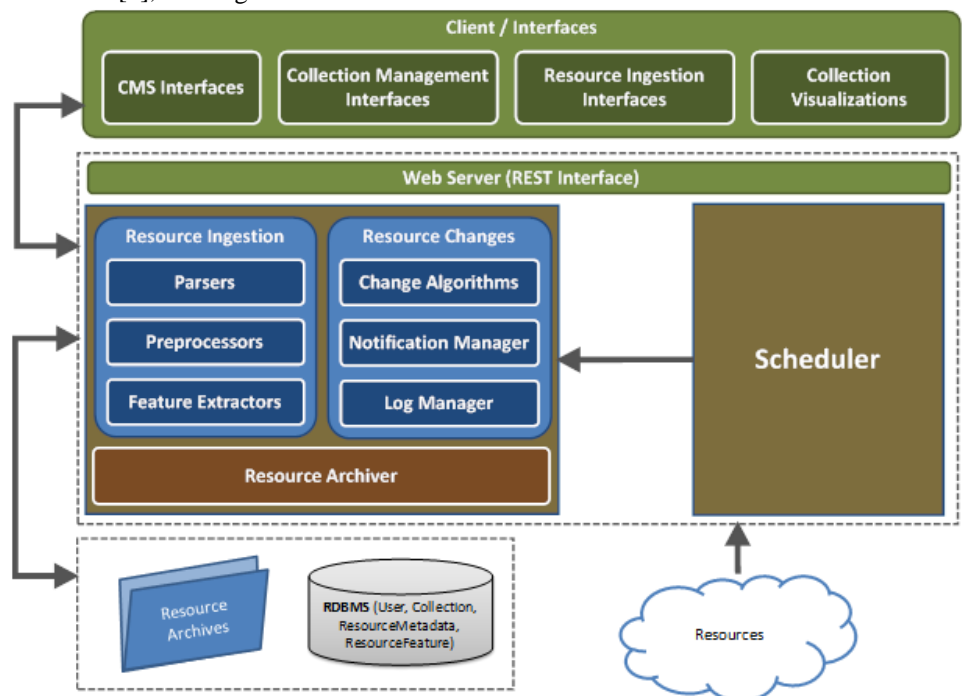 Client / Interfaces
CMS Interfaces
Collection Management
Interfaces
Resource Ingestion
Interfaces
Collection
Visualizations
Web Server (REST Interface)
Resource Ingestion
Parsers
Preprocessors
Feature Extractors
Resource Changes
Change Algorithms
Notification Manager
Log Manager
Resource Archiver
Scheduler
Resource
Archives
RDBMS (User, Collection,
ResourceMetadata,
ResourceFeature)
Resources